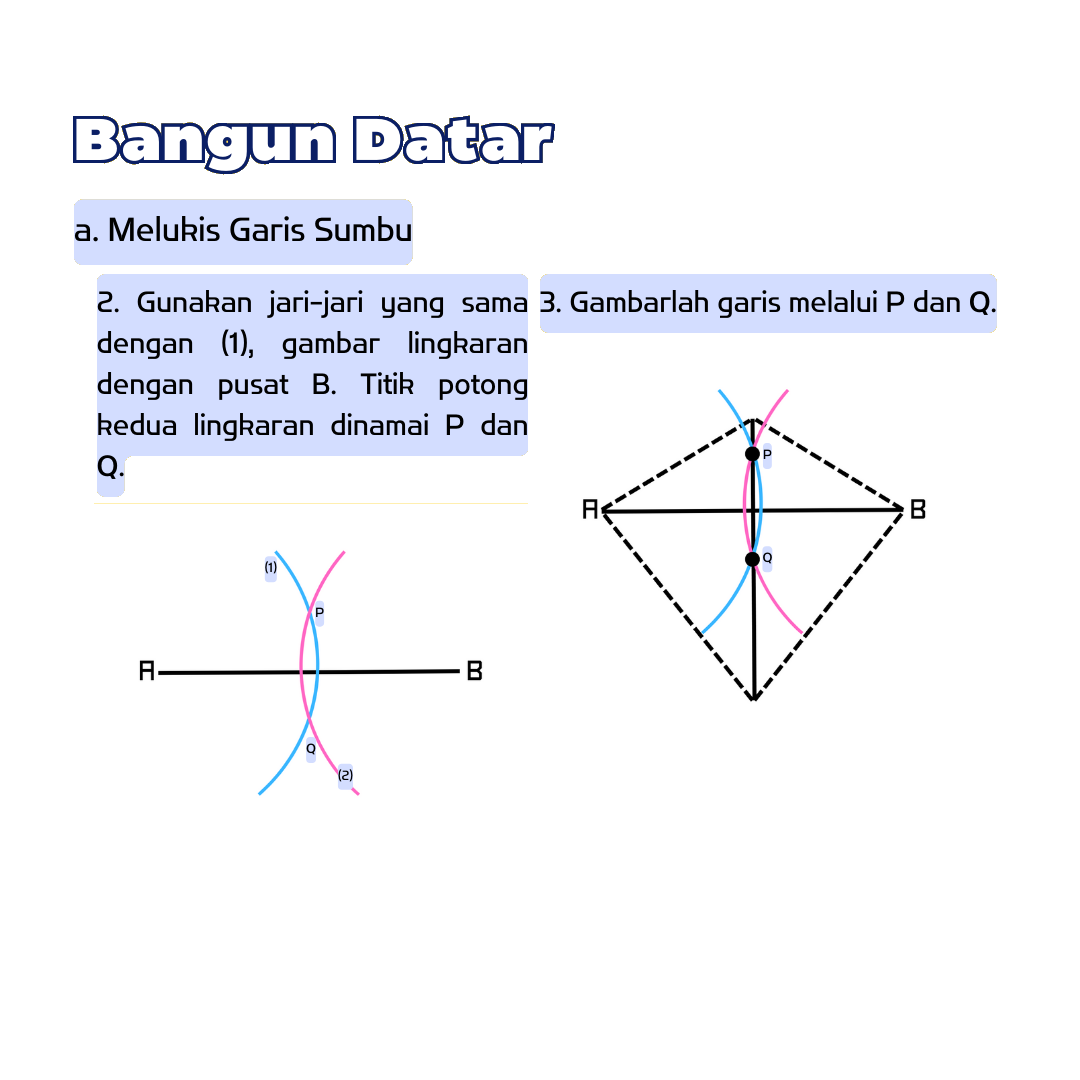 Bangun Datar
a. Melukis Garis Sumbu
2. Gunakan jari-jari yang sama
dengan (1), gambar lingkaran
dengan pusat B. Titik potong
kedua lingkaran dinamai P dan
Q.
(1)
P
A
B
Q
(2)
3. Gambarlah garis melalui P dan Q.
P
A
B
Q